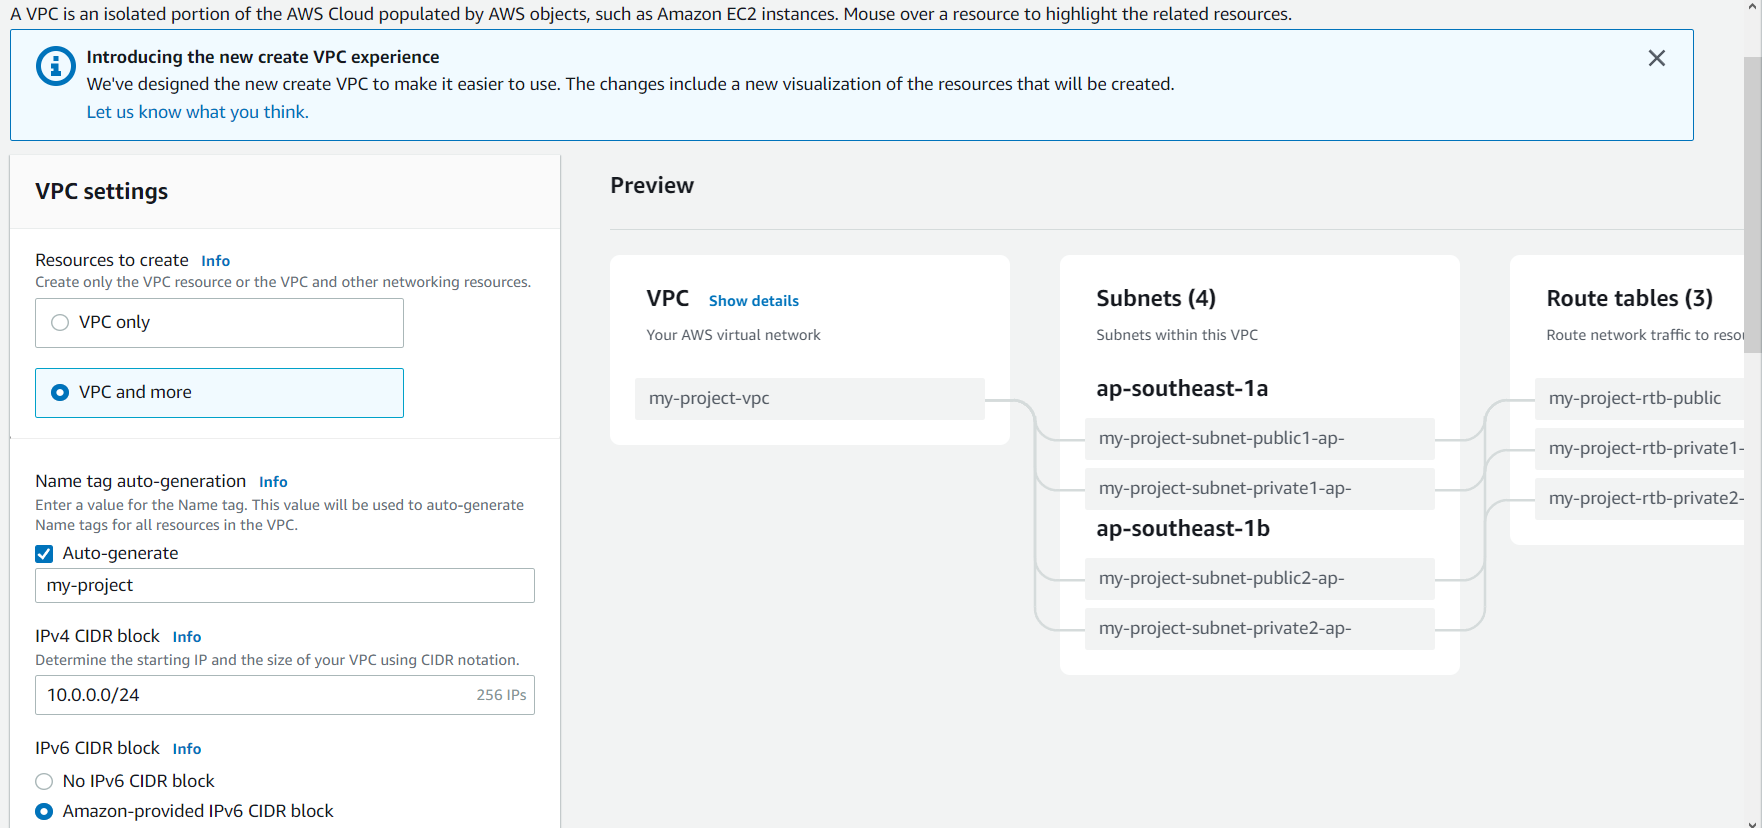 A VPC is an isolated portion of the AWS Cloud populated by AWS objects, such as Amazon EC2 instances. Mouse over a resource to highlight the related resources.
Introducing the new create VPC experience
We've designed the new create VPC to make it easier to use. The changes include a new visualization of the resources that will be created.
Let us know what you think.
VPC settings
Resources to create Info
Create only the VPC resource or the VPC and other networking resources.
VPC only
VPC and more
Name tag auto-generation Info
Enter a value for the Name tag. This value will be used to auto-generate
Name tags for all resources in the VPC.
Auto-generate
my-project
IPv4 CIDR block Info
Determine the starting IP and the size of your VPC using CIDR notation.
10.0.0.0/24 256 IPs
IPv6 CIDR block Info
No IPv6 CIDR block
Amazon-provided IPv6 CIDR block
Preview
VPC Show details
Your AWS virtual network
my-project-vpc
Subnets (4)
Subnets within this VPC
ap-southeast-1a
my-project-subnet-public1-ap-
my-project-subnet-private1-ap-
ap-southeast-1b
my-project-subnet-public2-ap-
my-project-subnet-private2-ap-
Route tables (3)
Route network traffic to resou
my-project-rtb-public
my-project-rtb-private1-
my-project-rtb-private2-